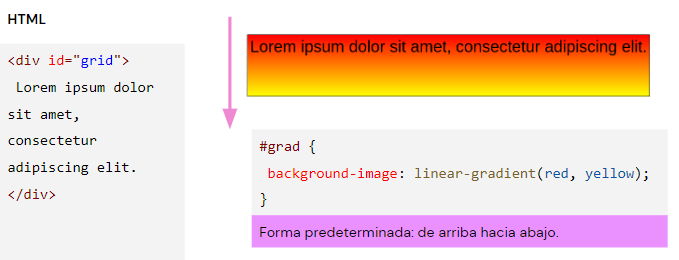 HTML
<div id="grid">
Lorem ipsum dolor
sit amet,
consectetur
adipiscing elit.
</div>
Lorem ipsum dolor sit amet, consectetur adipiscing elit.
#grad {
background-image: linear-gradient(red, yellow);
}
Forma predeterminada: de arriba hacia abajo.